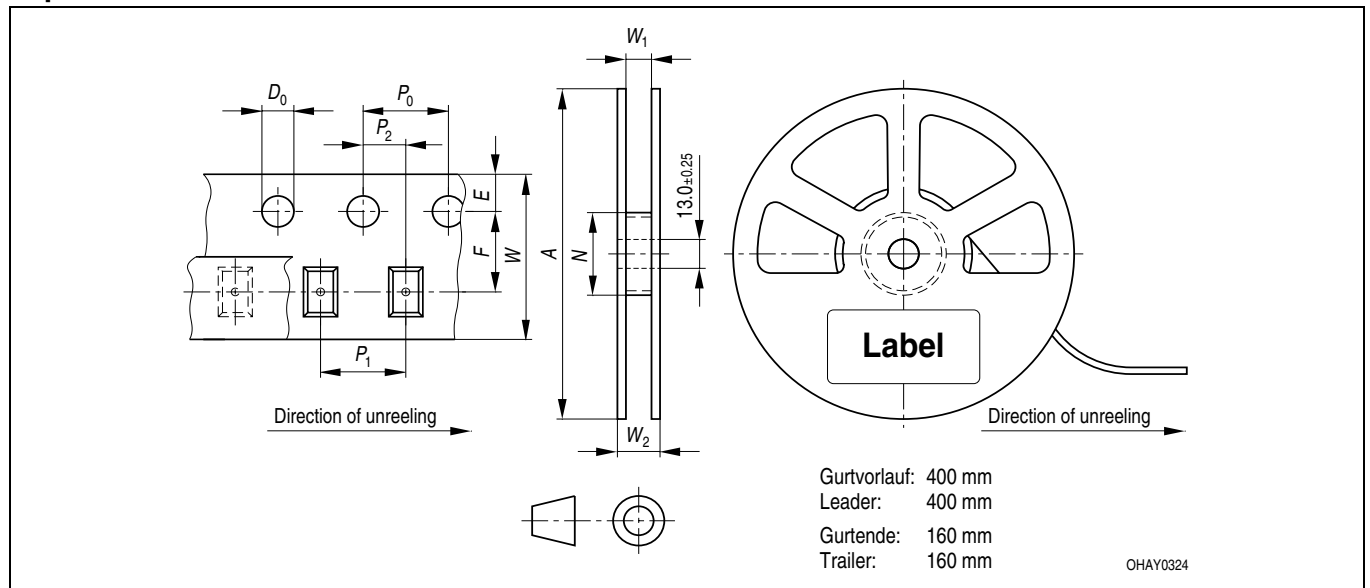 W₁
D₀
P₀
P₂
E
F
W
A
N
13.0±0.25
P₁
Label
Direction of unreeling
W₂
Direction of unreeling
Gurtvorlauf: 400 mm
Leader: 400 mm
Gurtende: 160 mm
Trailer: 160 mm
OHAY0324